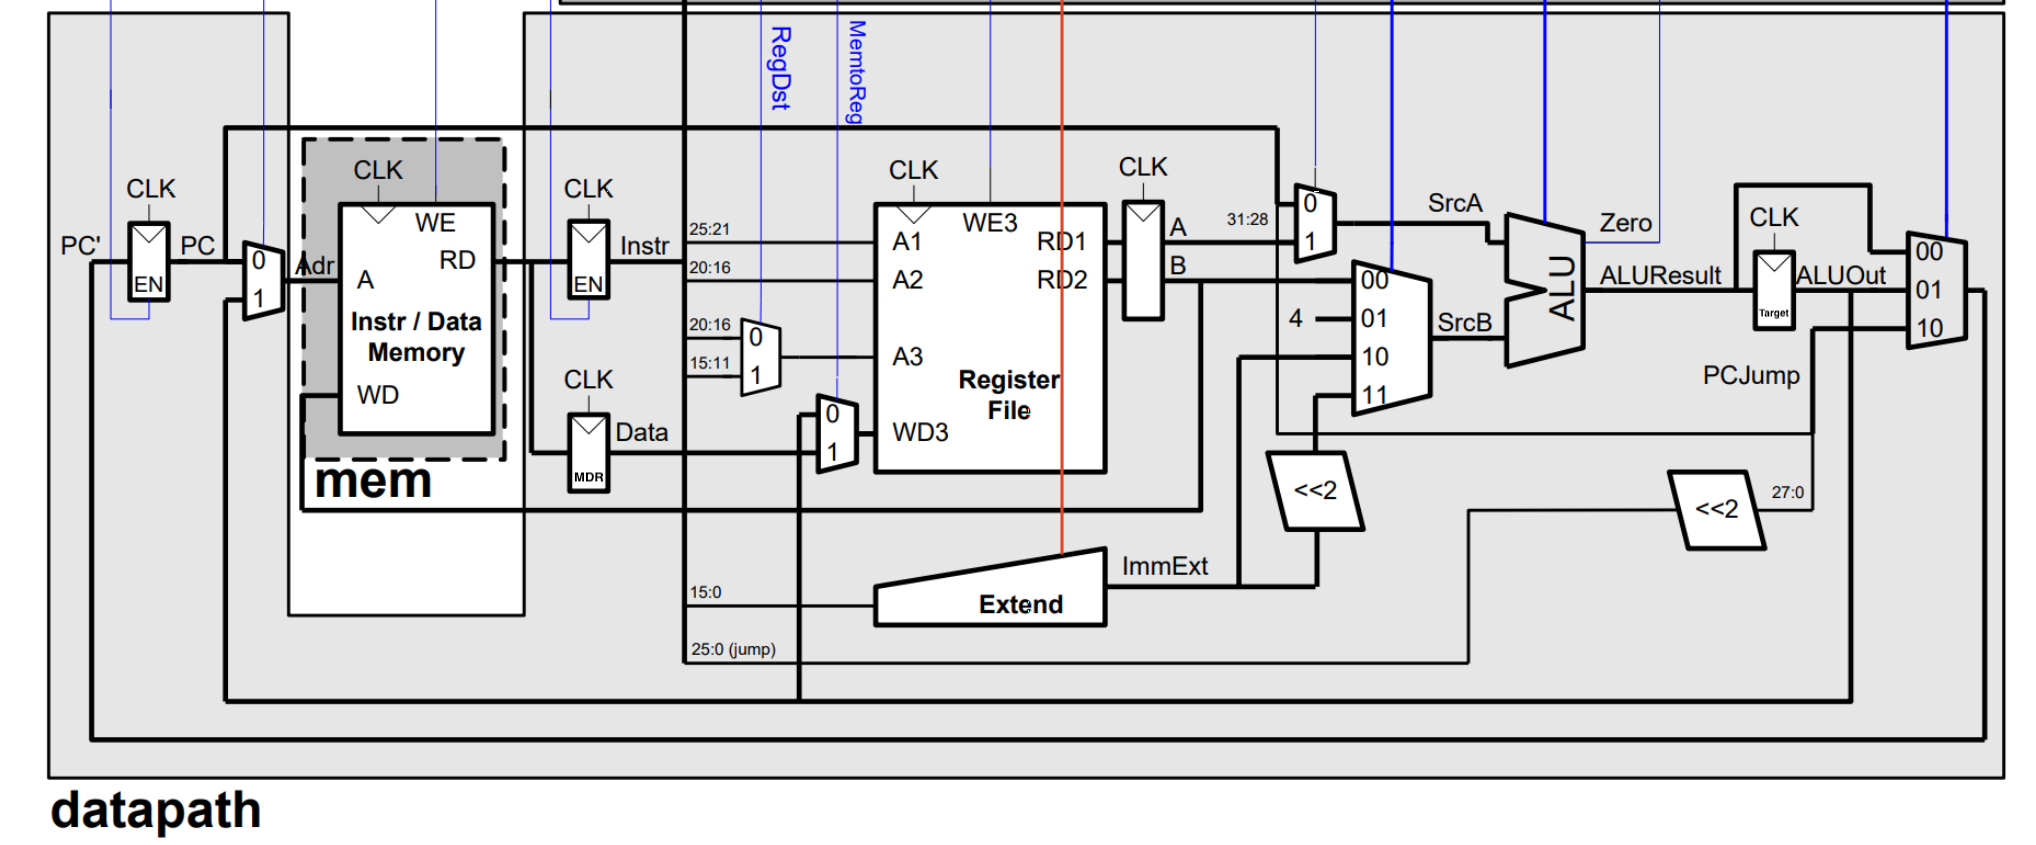 RegDst
MemtoReg
CLK
CLK
CLK
CLK
CLK
CLK
PC'
PC
EN
0
1
Adr
WE
A
RD
Instr / Data
Memory
WD
mem
EN
Instr
CLK
MDR
Data
25:21
20:16
20:16
15:11
0
1
0
1
A1
A2
A3
WD3
WE3
RD1
RD2
Register
File
A
B
31:28
0
1
SrcA
4
00
01
10
11
SrcB
ALU
Zero
ALUResult
Target
ALUOut
00
01
10
PCJump
<<2
<<2
27:0
15:0
Extend
ImmExt
25:0 (jump)
datapath